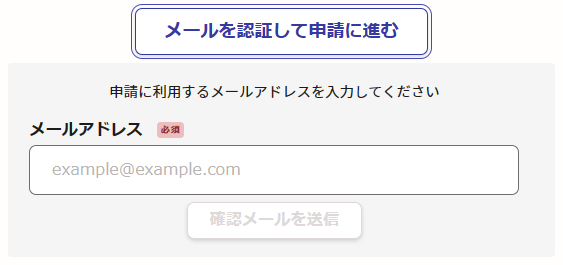 メールを認証して申請に進む
申請に利用するメールアドレスを入力してください
メールアドレス 必須
example@example.com
確認メールを送信